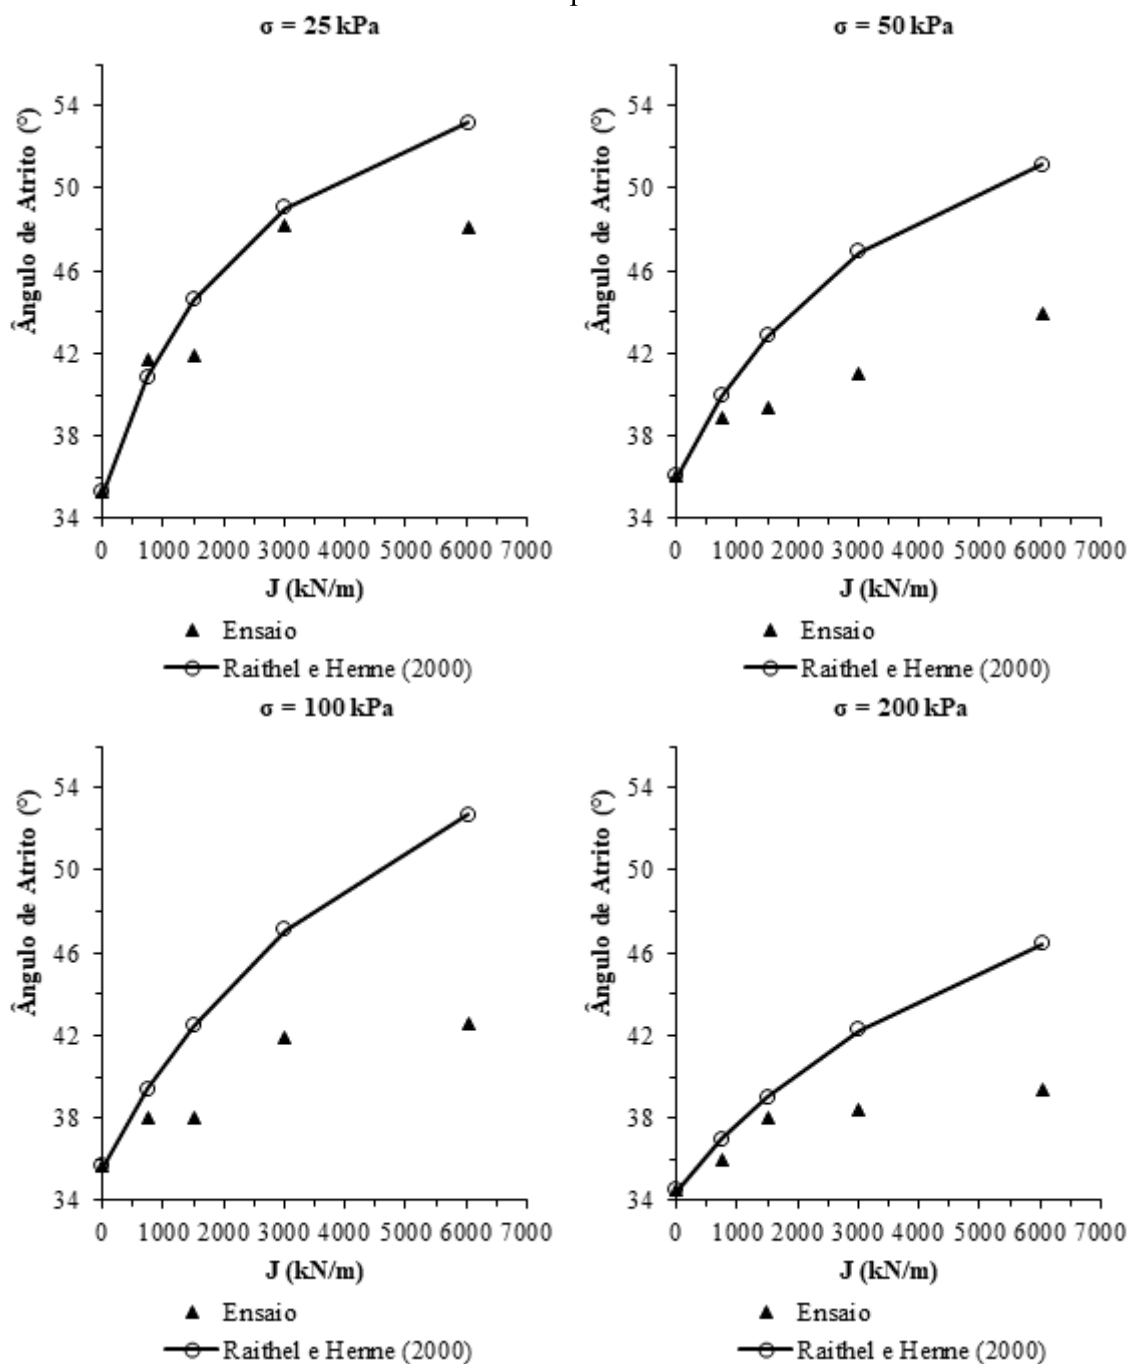 σ = 25 kPa
Ângulo de Atrito (°)
54
50
46
42
38
34
0 1000 2000 3000 4000 5000 6000 7000
J (kN/m)
Ensaio
Raithel e Henne (2000)
σ = 50 kPa
Ângulo de Atrito (°)
54
50
46
42
38
34
0 1000 2000 3000 4000 5000 6000 7000
J (kN/m)
Ensaio
Raithel e Henne (2000)
σ = 100 kPa
Ângulo de Atrito (°)
54
50
46
42
38
34
0 1000 2000 3000 4000 5000 6000 7000
J (kN/m)
Ensaio
Raithel e Henne (2000)
σ = 200 kPa
Ângulo de Atrito (°)
54
50
46
42
38
34
0 1000 2000 3000 4000 5000 6000 7000
J (kN/m)
Ensaio
Raithel e Henne (2000)